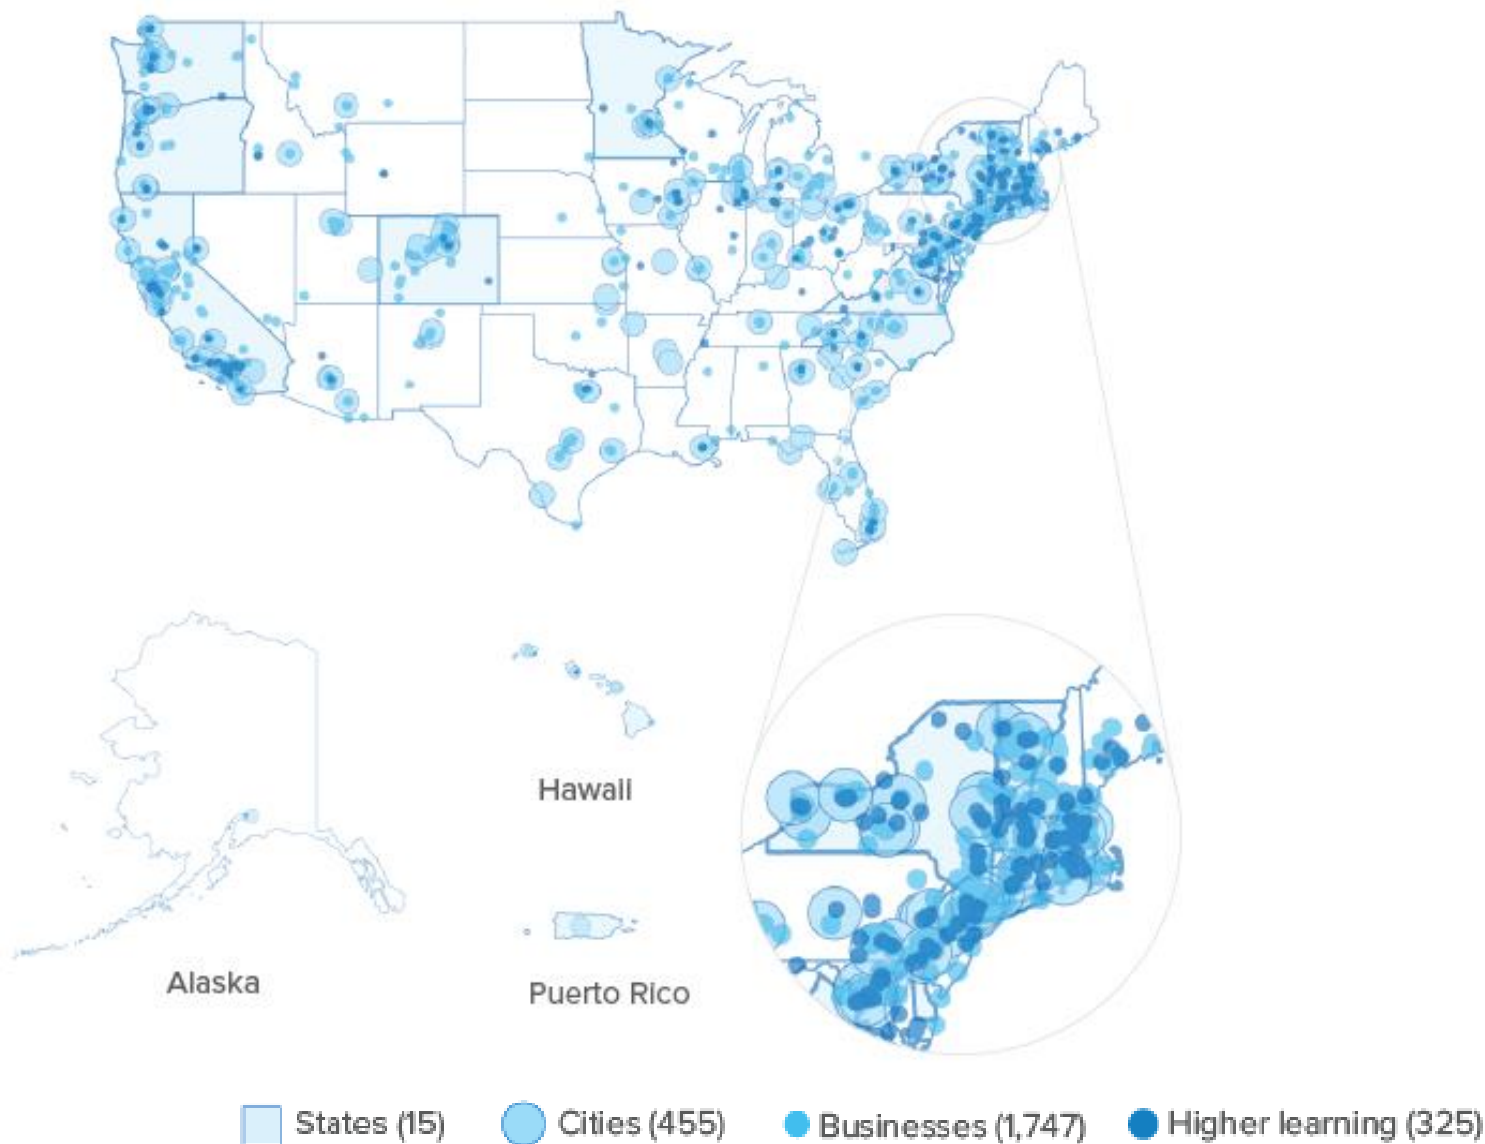 Hawaii
Alaska
Puerto Rico
States (15) Cities (455) Businesses (1,747) Higher learning (325)